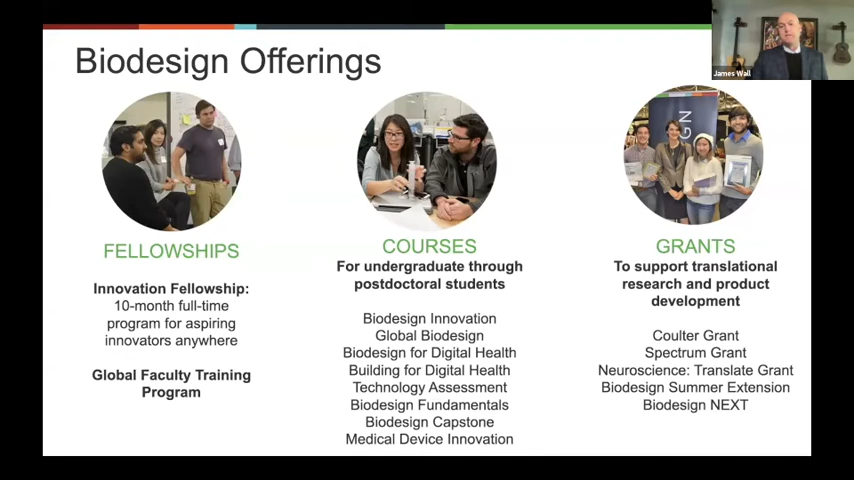 Biodesign Offerings
James Wall
GN
FELLOWSHIPS
Innovation Fellowship:
10-month full-time
program for aspiring
innovators anywhere
Global Faculty Training
Program
COURSES
For undergraduate through
postdoctoral students
Biodesign Innovation
Global Biodesign
Biodesign for Digital Health
Building for Digital Health
Technology Assessment
Biodesign Fundamentals
Biodesign Capstone
Medical Device Innovation
GRANTS
To support translational
research and product
development
Coulter Grant
Spectrum Grant
Neuroscience: Translate Grant
Biodesign Summer Extension
Biodesign NEXT